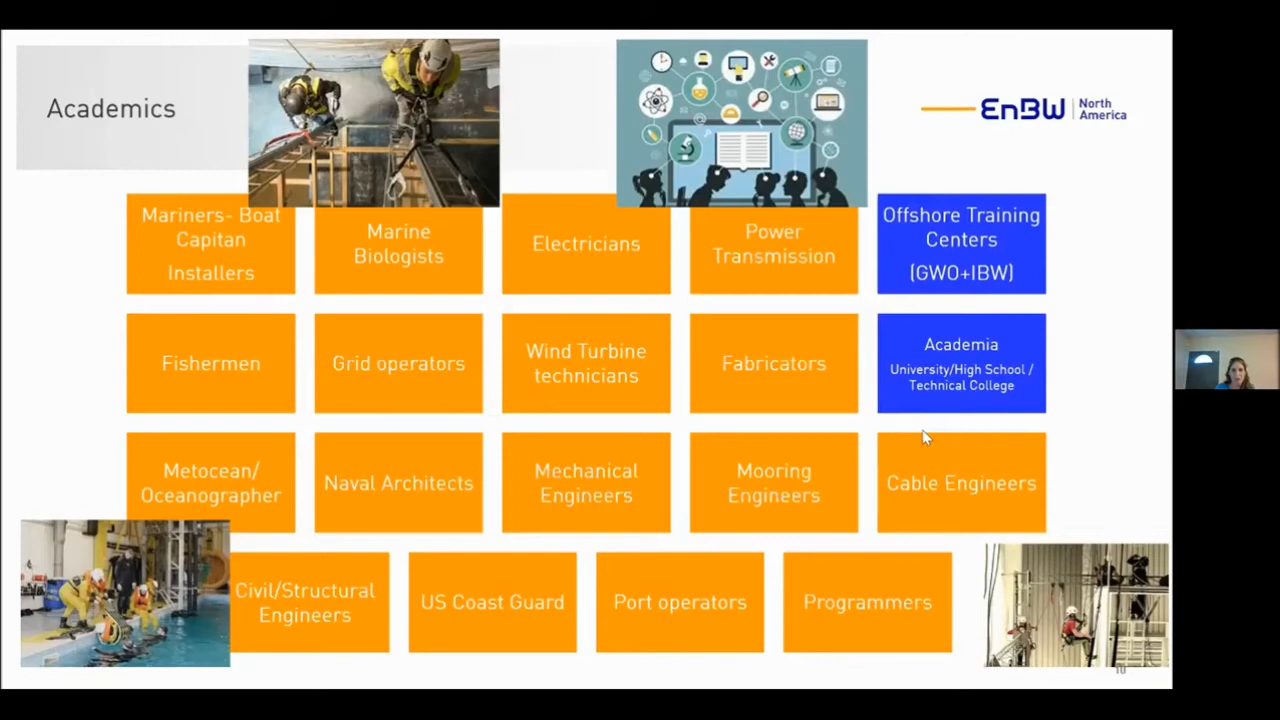 Academics
EnBW
North
America
Mariners- Boat
Capitan
Installers
Marine
Biologists
Electricians
Power
Transmission
Offshore Training
Centers
(GWO+IBW)
Fishermen
Grid operators
Wind Turbine
technicians
Fabricators
Academia
University/High School /
Technical College
Metocean/
Oceanographer
Naval Architects
Mechanical
Engineers
Mooring
Engineers
Cable Engineers
Civil/Structural
Engineers
US Coast Guard
Port operators
Programmers